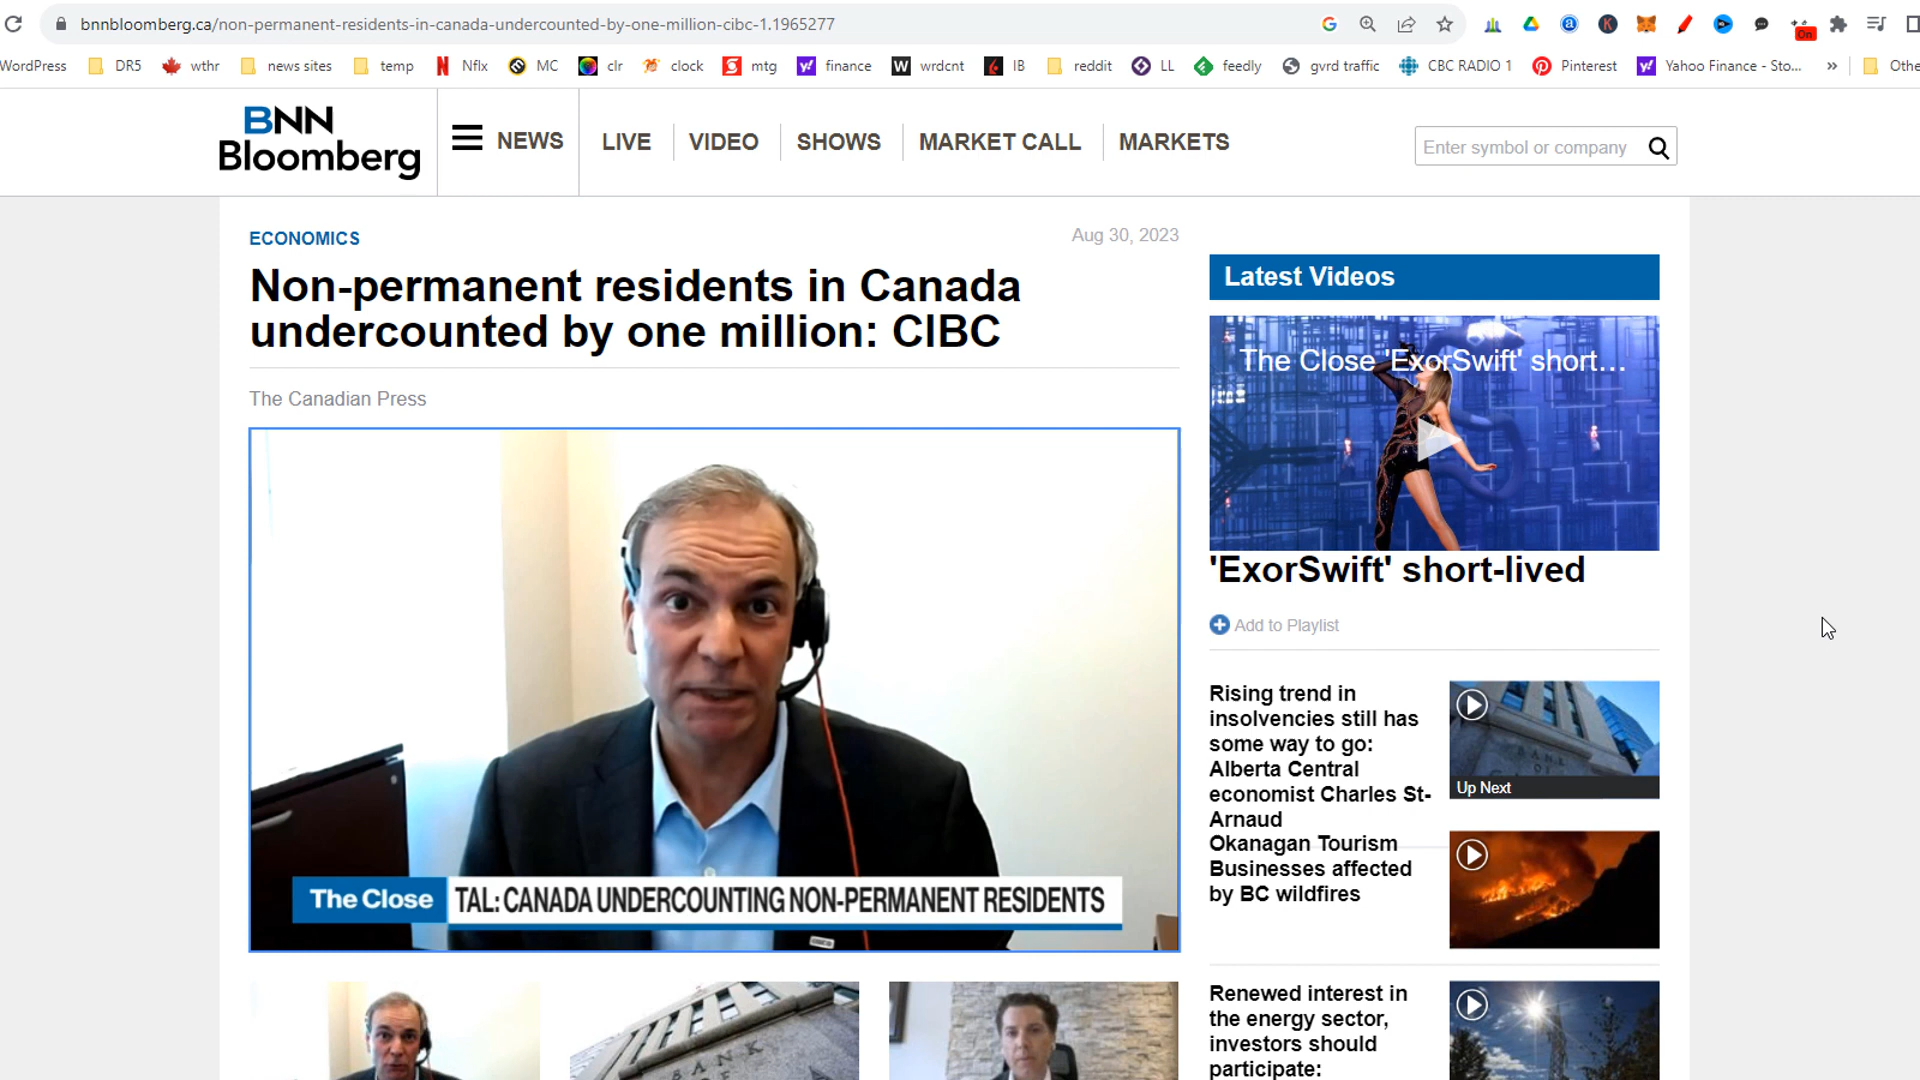 bnnbloomberg.ca/non-permanent-residents-in-canada-undercounted-by-one-million-cibc-1.1965277
On
WordPress DR5 wthr news sites temp Nflx MC clr clock mtg finance wrdcnt IB reddit LL feedly gvrd traffic CBC RADIO 1 Pinterest Yahoo Finance - Sto... » Othe
BNN
Bloomberg
NEWS LIVE VIDEO SHOWS MARKET CALL MARKETS
Enter symbol or company
ECONOMICS
Aug 30, 2023
Non-permanent residents in Canada
undercounted by one million: CIBC
The Canadian Press
The Close TAL: CANADA UNDERCOUNTING NON-PERMANENT RESIDENTS
BANK
OF
Latest Videos
The Close 'ExorSwift' short...
'ExorSwift' short-lived
Add to Playlist
Rising trend in
insolvencies still has
some way to go:
Alberta Central
economist Charles St-
Arnaud
BANK
OF
Up Next
Okanagan Tourism
Businesses affected
by BC wildfires
Renewed interest in
the energy sector,
investors should
participate: